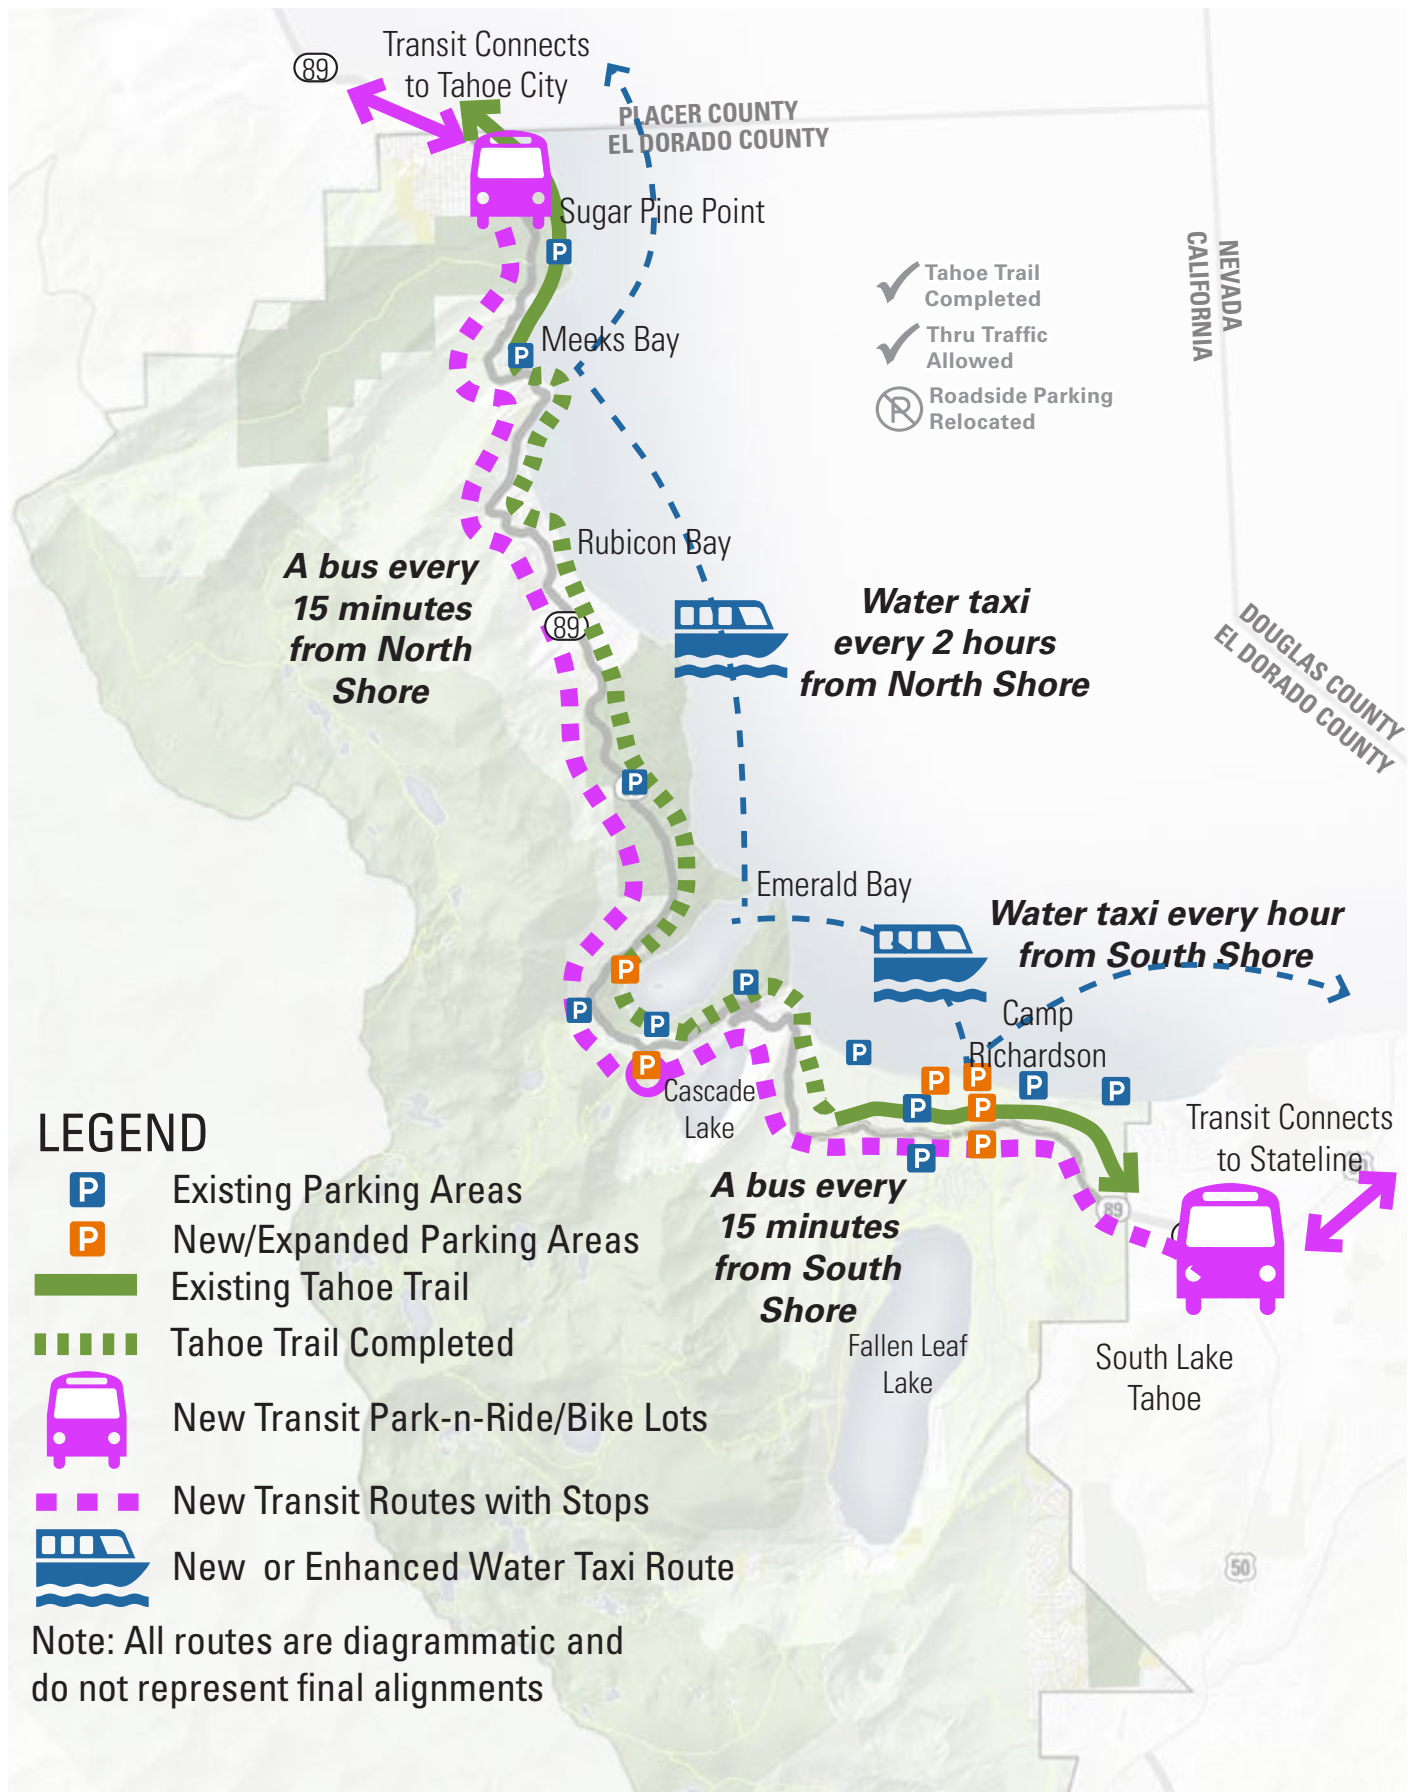 Transit Connects
to Tahoe City
89
PLACER COUNTY
EL DORADO COUNTY
Sugar Pine Point
P
NEVADA
CALIFORNIA
Tahoe Trail
Completed
Thru Traffic
Allowed
P
Roadside Parking
Relocated
Meeks Bay
P
Rubicon Bay
A bus every
15 minutes
from North
Shore
89
Water taxi
every 2 hours
from North Shore
DOUGLAS COUNTY
EL DORADO COUNTY
P
Emerald Bay
Water taxi every hour
from South Shore
P
P
P
P
Camp
Richardson
P
P
P
P
P
P
Cascade
Lake
P
P
P
P
Transit Connects
to Stateline
A bus every
15 minutes
from South
Shore
89
Fallen Leaf
Lake
South Lake
Tahoe
50
LEGEND
P Existing Parking Areas
P New/Expanded Parking Areas
Existing Tahoe Trail
Tahoe Trail Completed
New Transit Park-n-Ride/Bike Lots
New Transit Routes with Stops
New or Enhanced Water Taxi Route
Note: All routes are diagrammatic and
do not represent final alignments